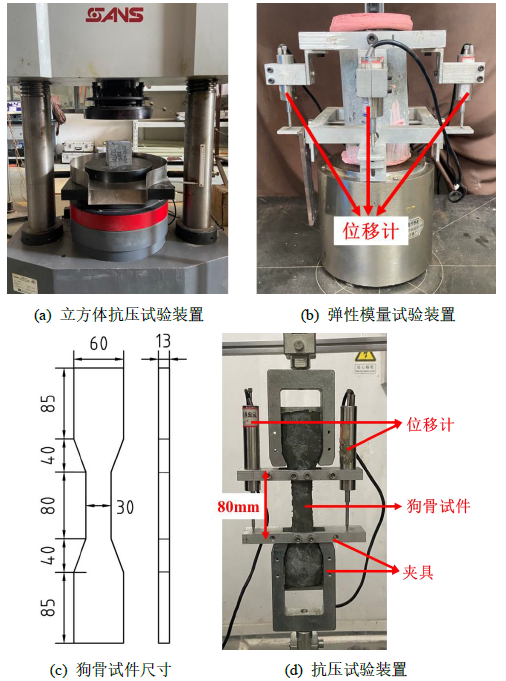 SANS
位移计
(a) 立方体抗压试验装置
(b) 弹性模量试验装置
60
13
85
40
80
30
40
85
80mm
位移计
狗骨试件
夹具
(c) 狗骨试件尺寸
(d) 抗压试验装置